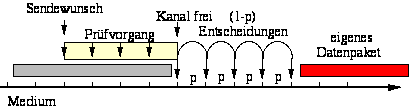 Sendewunsch
Kanal frei (1-p)
Prüfvorgang
Entscheidungen
eigenes
Datenpaket
p p p p
Medium